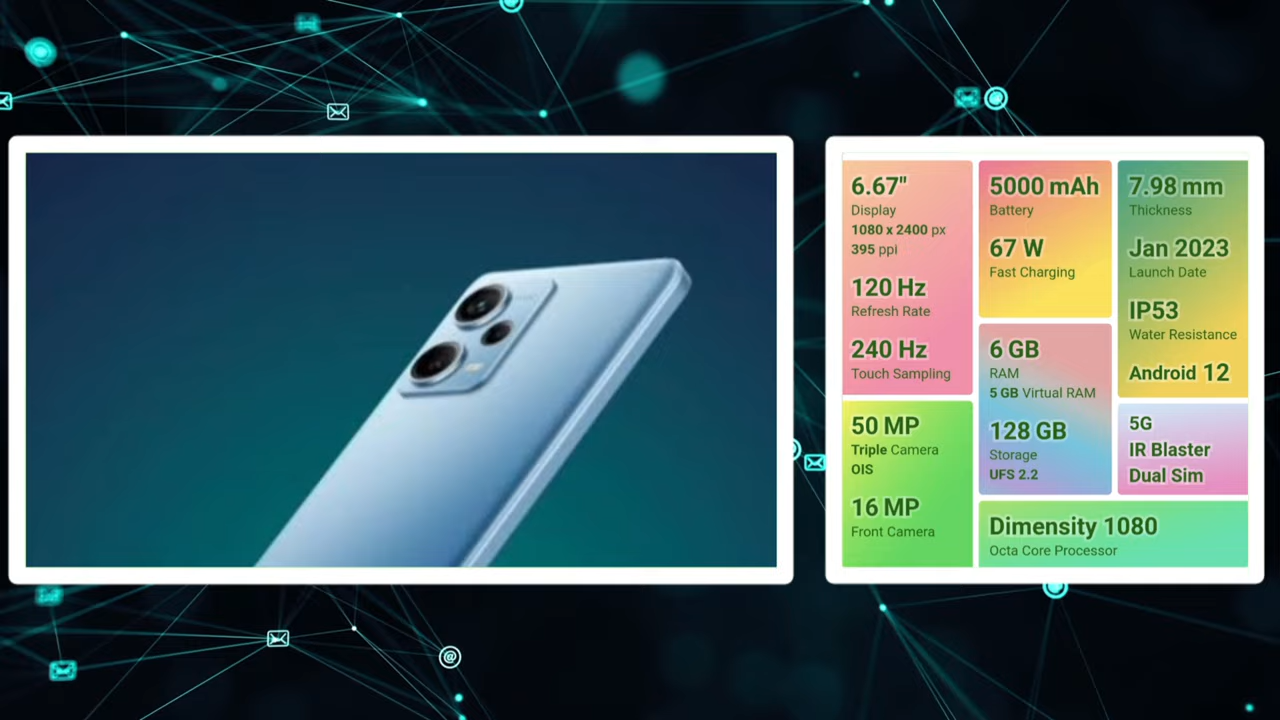 6.67"
Display
1080 x 2400 px
395 ppi
120 Hz
Refresh Rate
240 Hz
Touch Sampling
50 MP
Triple Camera
OIS
16 MP
Front Camera
5000 mAh
Battery
67 W
Fast Charging
6 GB
RAM
5 GB Virtual RAM
128 GB
Storage
UFS 2.2
7.98 mm
Thickness
Jan 2023
Launch Date
IP53
Water Resistance
Android 12
5G
IR Blaster
Dual Sim
Dimensity 1080
Octa Core Processor